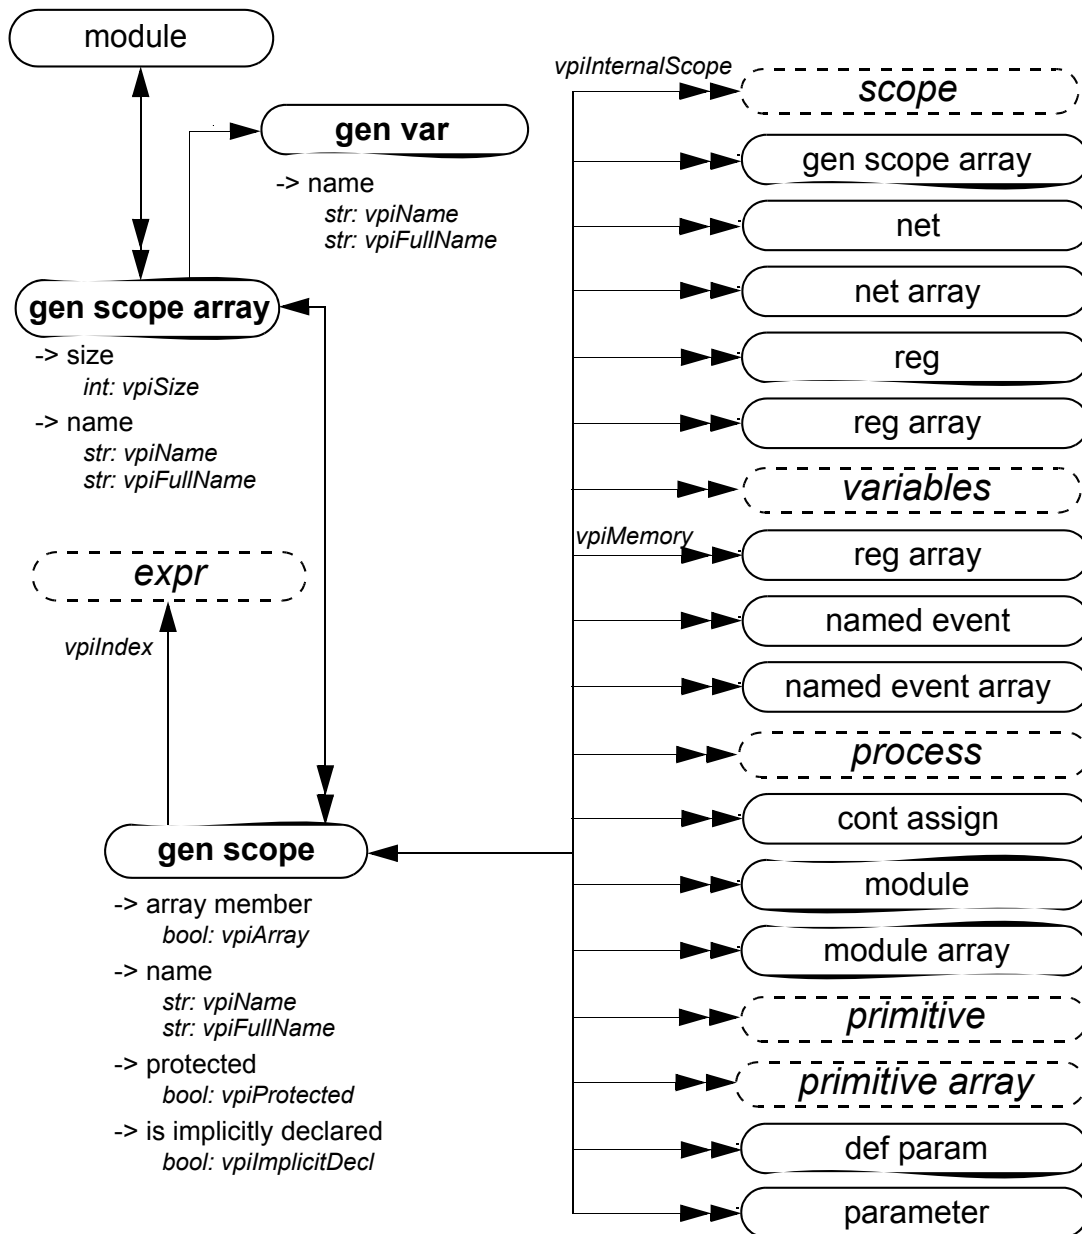 module
gen var
-> name
str: vpiName
str: vpiFullName
gen scope array
-> size
int: vpiSize
-> name
str: vpiName
str: vpiFullName
expr
vpiIndex
gen scope
-> array member
bool: vpiArray
-> name
str: vpiName
str: vpiFullName
-> protected
bool: vpiProtected
-> is implicitly declared
bool: vpiImplicitDecl
vpiInternalScope
scope
gen scope array
net
net array
reg
reg array
variables
vpiMemory
reg array
named event
named event array
process
cont assign
module
module array
primitive
primitive array
def param
parameter